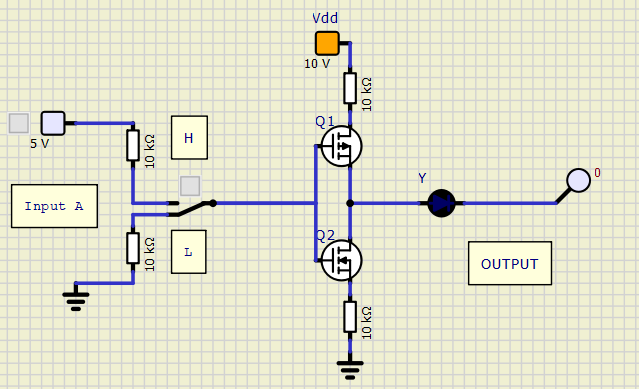 Vdd
10 V
10 kΩ
Q1
5 V
10 kΩ
H
Input A
Y
0
10 kΩ
L
Q2
OUTPUT
10 kΩ